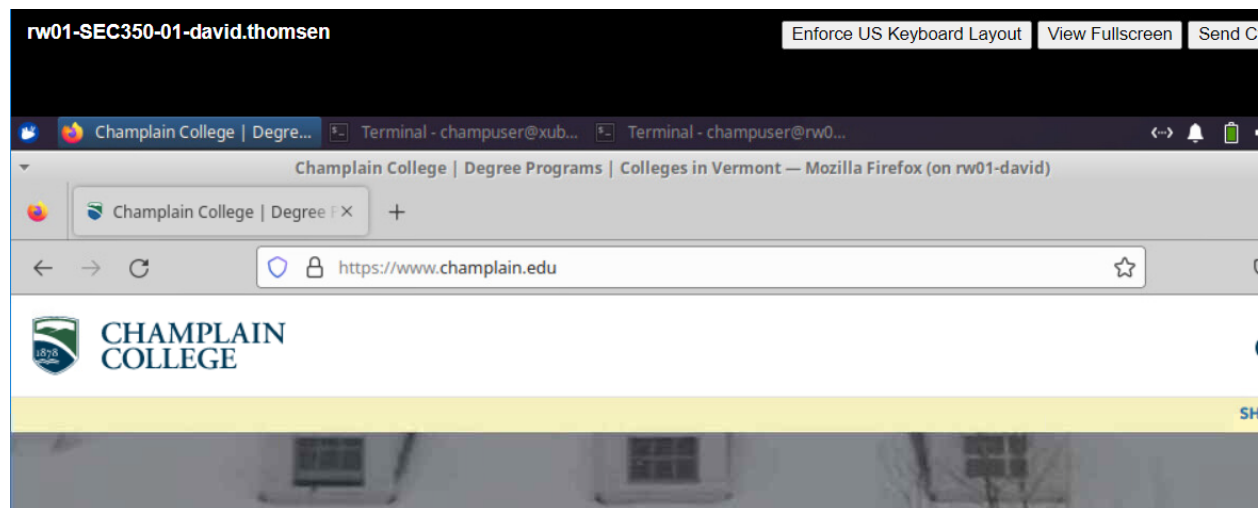 rw01-SEC350-01-david.thomsen
Enforce US Keyboard Layout View Fullscreen Send C
Champlain College | Degre... Terminal - champuser@xub... Terminal - champuser@rw0...
Champlain College | Degree Programs | Colleges in Vermont — Mozilla Firefox (on rw01-david)
Champlain College | Degree
https://www.champlain.edu
CHAMPLAIN
COLLEGE
1878
SH